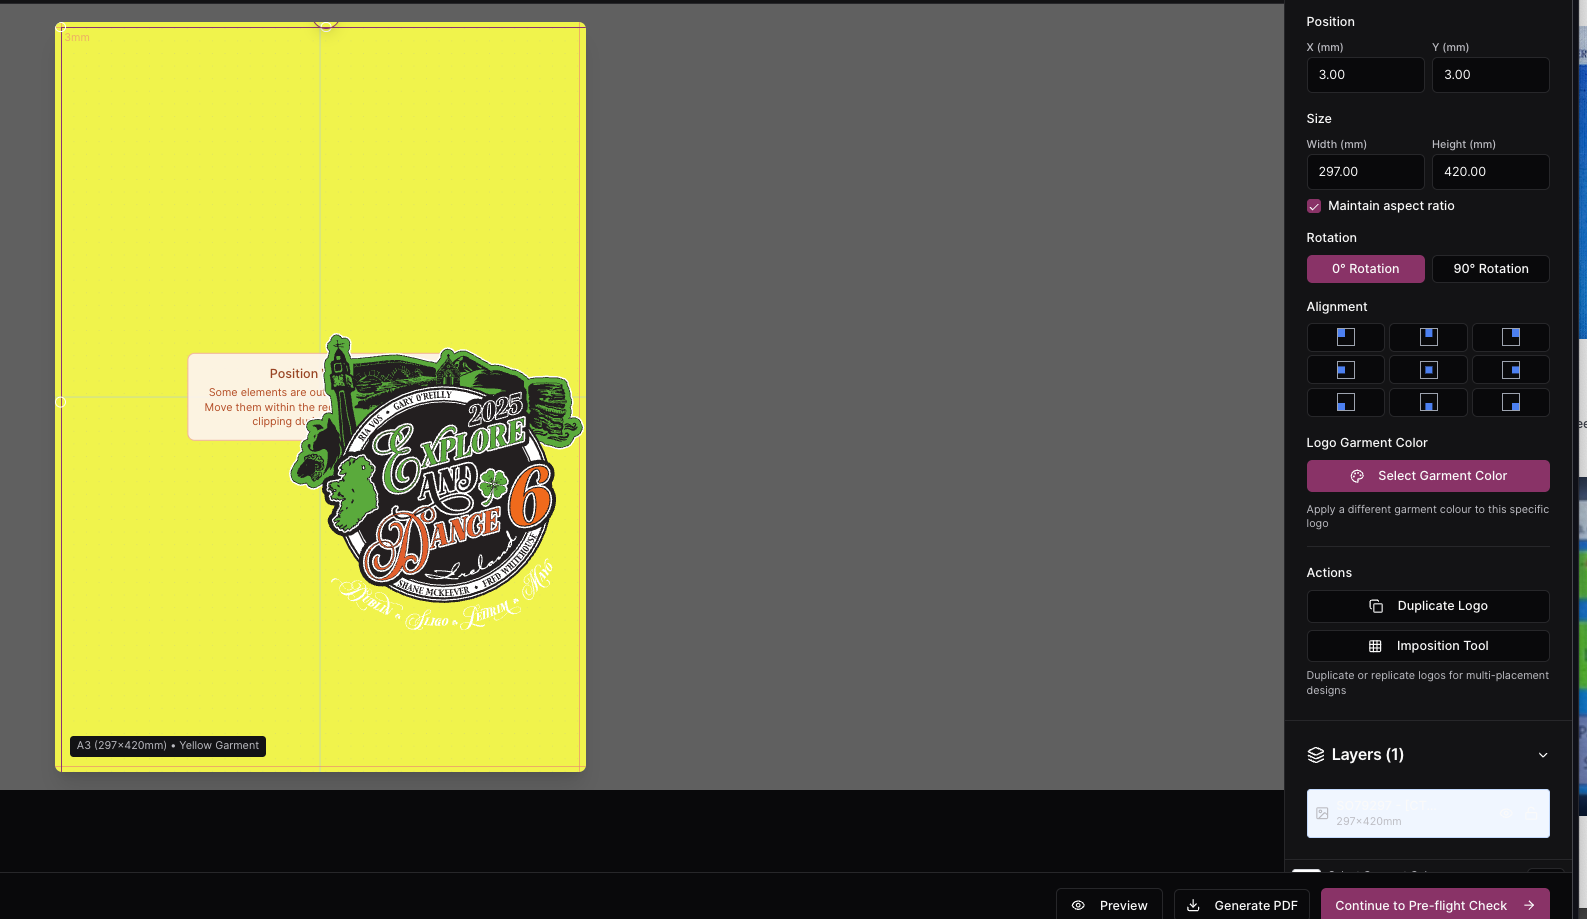 3mm
Position
Some elements are ou
Move them within the re
clipping du
RIA VOS • GARY O'REILLY
2025
EXPLORE
AND
DANCE 6
Ireland
SHANE MCKEEVER • FRED WHITEHOUSE
DUBLIN & SLIGO & LEITRIM & MAYO
A3 (297×420mm) • Yellow Garment
Position
X (mm)
Y (mm)
3.00
3.00
Size
Width (mm)
Height (mm)
297.00
420.00
Maintain aspect ratio
Rotation
0° Rotation
90° Rotation
Alignment
Logo Garment Color
Select Garment Color
Apply a different garment colour to this specific
logo
Actions
Duplicate Logo
Imposition Tool
Duplicate or replicate logos for multi-placement
designs
Layers (1)
297×420mm
Preview
Generate PDF
Continue to Pre-flight Check